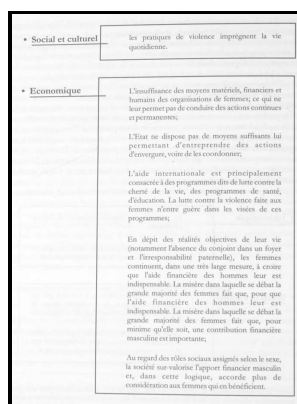 • Social et culturel
les pratiques de violence imprègnent la vie
quotidienne.
• Economique
L'insuffisance des moyens matériels, financiers et
humains des organisations de femmes; ce qui ne
leur permet pas de conduire des actions continues
et permanentes;
L'Etat ne dispose pas de moyens suffisants lui
permettant d'entreprendre des actions
d'envergure, voire de les coordonner;
L'aide internationale est principalement
consacrée à des programmes dits de lutte contre la
cherté de la vie, des programmes de santé,
d'éducation. La lutte contre la violence faite aux
femmes n'entre guère dans les visées de ces
programmes;
En dépit des réalités objectives de leur vie
(notamment l'absence du conjoint dans un foyer
et l'irresponsabilité paternelle), les femmes
continent, dans une très large mesure, à croire
que l'aide financière des hommes leur est
indispensable. La misère dans laquelle se débat la
grande majorité des femmes fait que, pour que
l'aide financière des hommes leur est
indispensable. La misère dans laquelle se débat la
grande majorité des femmes fait que, pour
minime qu'elle soit, une contribution financière
masculine est importante;
Au regard des rôles sociaux assignés selon le sexe,
la société sur-valorise l'apport financier masculin
et, dans cette logique, accorde plus de
considération aux femmes qui en bénéficient.